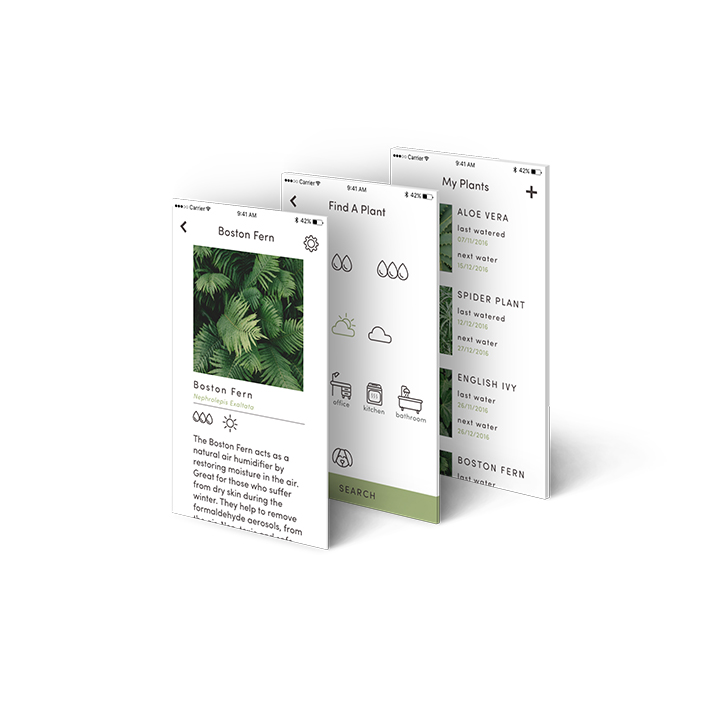 Carrier
9:41 AM
42%
Boston Fern
Boston Fern
Nephrolepis Exaltata
The Boston Fern acts as a
natural air humidifier by
restoring moisture in the air.
Great for those who suffer
from dry skin during the
winter. They help to remove
formaldehyde aerosols, from
Carrier
9:41 AM
42%
Find A Plant
office
kitchen
bathroom
SEARCH
Carrier
9:41 AM
42%
My Plants
ALOE VERA
last watered
07/11/2016
next water
15/12/2016
SPIDER PLANT
last watered
12/12/2016
next water
27/12/2016
ENGLISH IVY
last water
26/11/2016
next water
26/12/2016
BOSTON FERN
last water